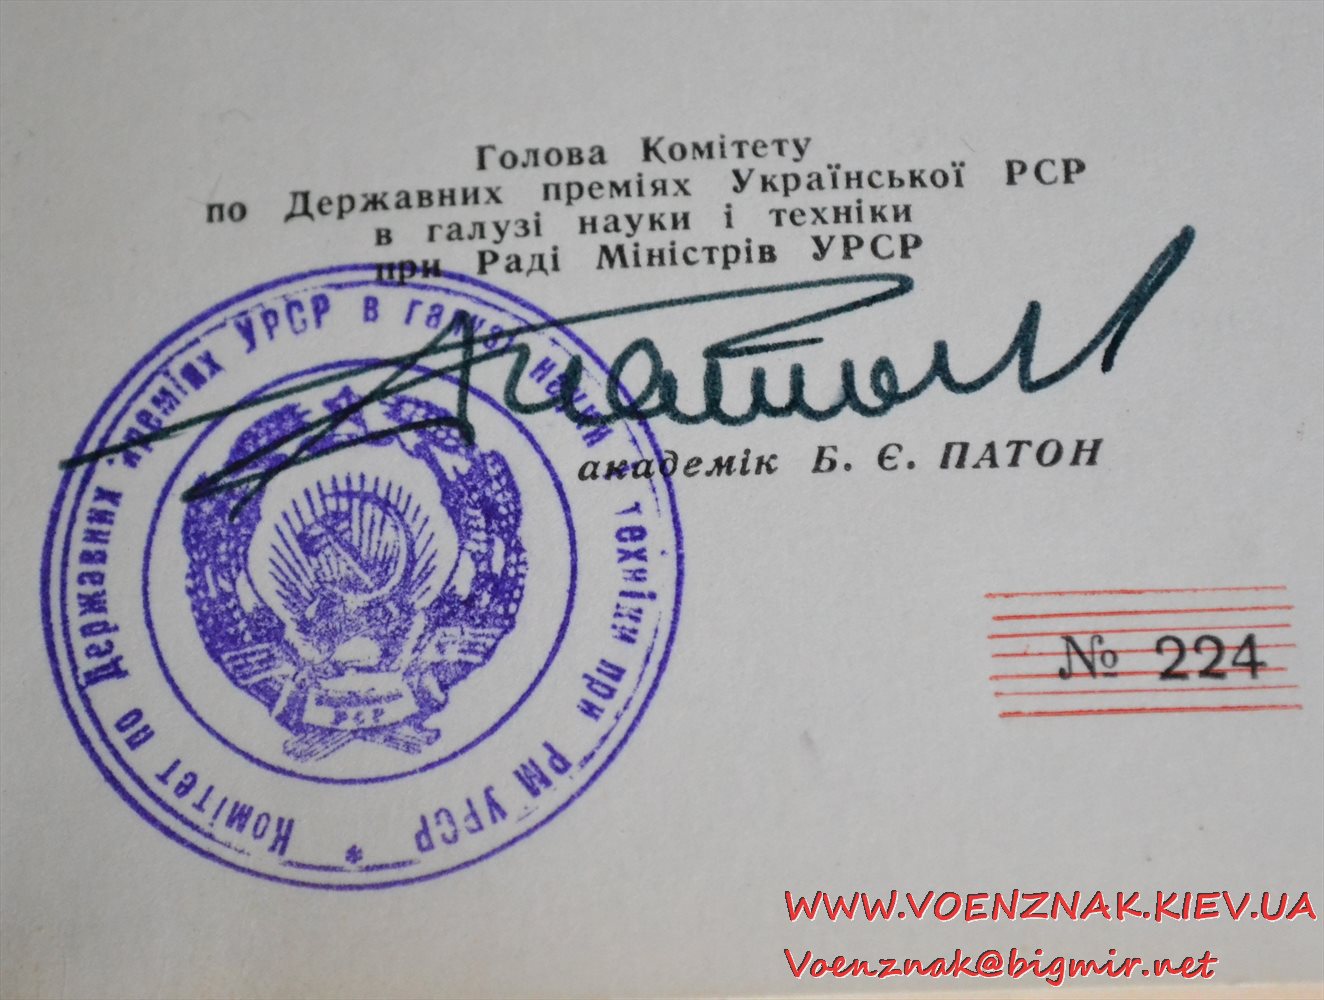 Голова Комітету
по Державних преміях Української РСР
в галузі науки і техніки
при Раді Міністрів УРСР
Патон
академік Б. Є. ПАТОН
Комітет по Державних преміях УРСР в галузі науки і техніки при РМ УРСР *
РСР
№ 224
WWW.VOENZNAK.KIEV.UA
Voenznak@bigmir.net